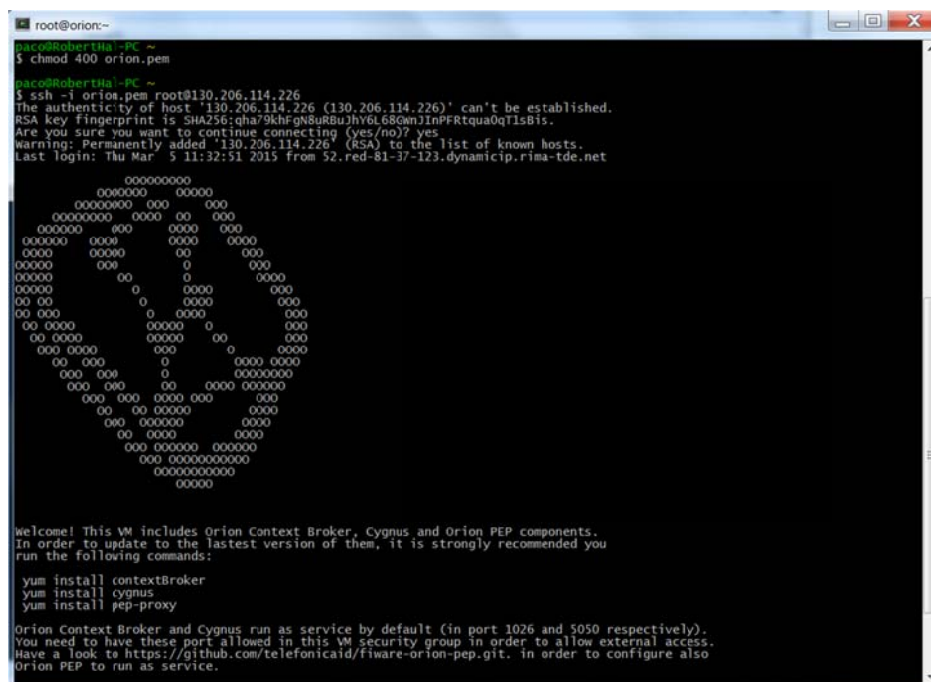 root@orion:~
paco@RobertHal-PC ~
$ chmod 400 orion.pem
paco@RobertHal-PC ~
$ ssh -i orion.pem root@130.206.114.226
The authenticity of host '130.206.114.226 (130.206.114.226)' can't be established.
RSA key fingerprint is
Are you sure you want to continue connecting (yes/no)? yes
Warning: Permanently added '130.206.114.226' (RSA) to the list of known hosts.
Last login: Thu Mar  5 11:32:51 2015 from 52.red-81-37-123.dynamicip.rima-tde.net
Welcome! This VM includes Orion Context Broker, Cygnus and Orion PEP components.
In order to update to the lastest version of them, it is strongly recommended you
run the following commands:
yum install contextBroker
yum install cygnus
yum install pep-proxy
Orion Context Broker and Cygnus run as service by default (in port 1026 and 5050 respectively).
You need to have these port allowed in this VM security group in order to allow external access.
Have a look to https://github.com/telefonicaid/fiware-orion-pep.git. in order to configure also
Orion PEP to run as service.